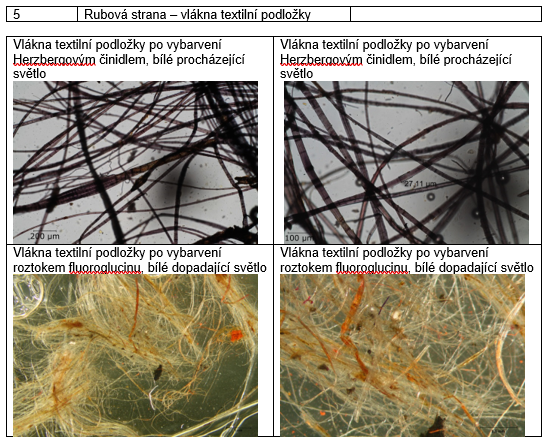 5 Rubová strana – vlákna textilní podložky
Vlákna textilní podložky po vybarvení
Herzbergovým činidlem, bílé procházející
světlo
Vlákna textilní podložky po vybarvení
Herzbergovým činidlem, bílé procházející
světlo
200 µm
27,11 µm
100 µm
Vlákna textilní podložky po vybarvení
roztokem fluoroglucinu, bílé dopadající světlo
Vlákna textilní podložky po vybarvení
roztokem fluoroglucinu, bílé dopadající světlo